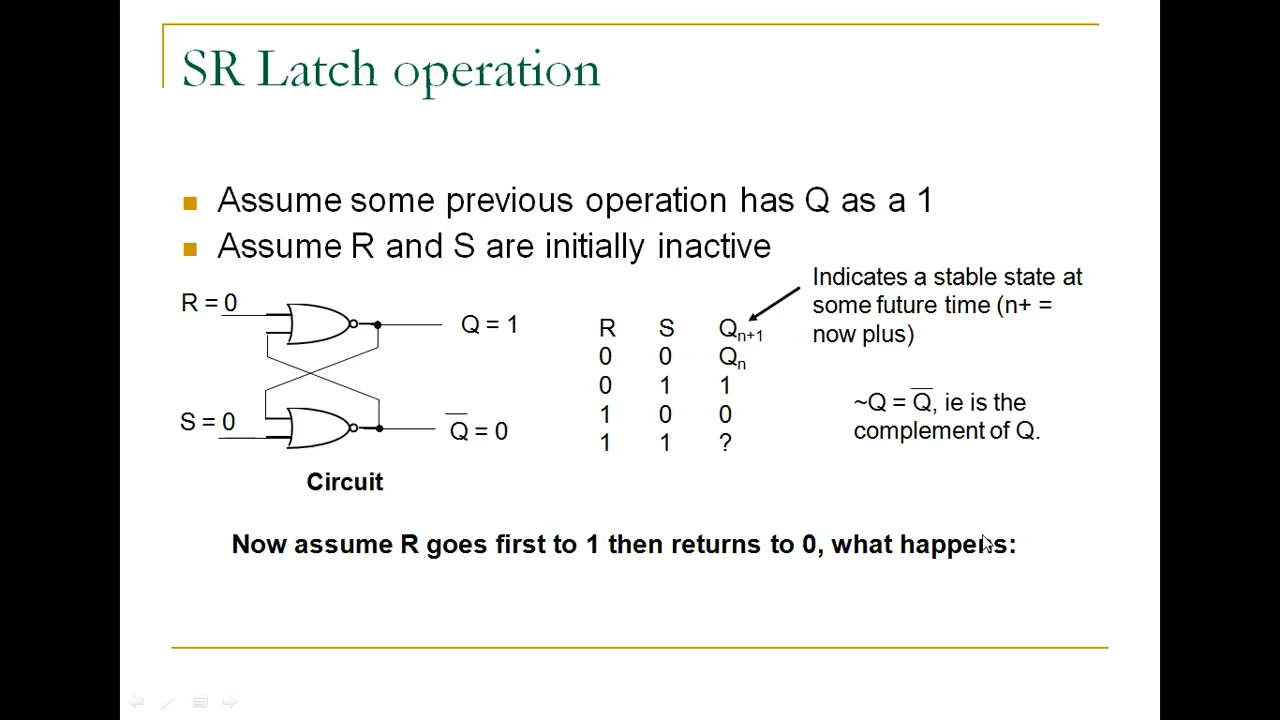 SR Latch operation
Assume some previous operation has Q as a 1
Assume R and S are initially inactive
Indicates a stable state at
some future time (n+ =
now plus)
R = 0
Q = 1
S = 0
Q̅ = 0
Circuit
R S Qn+1
0 0 Qn
0 1 1
1 0 0
1 1 ?
~Q = Q̅, ie is the
complement of Q.
Now assume R goes first to 1 then returns to 0, what happens: